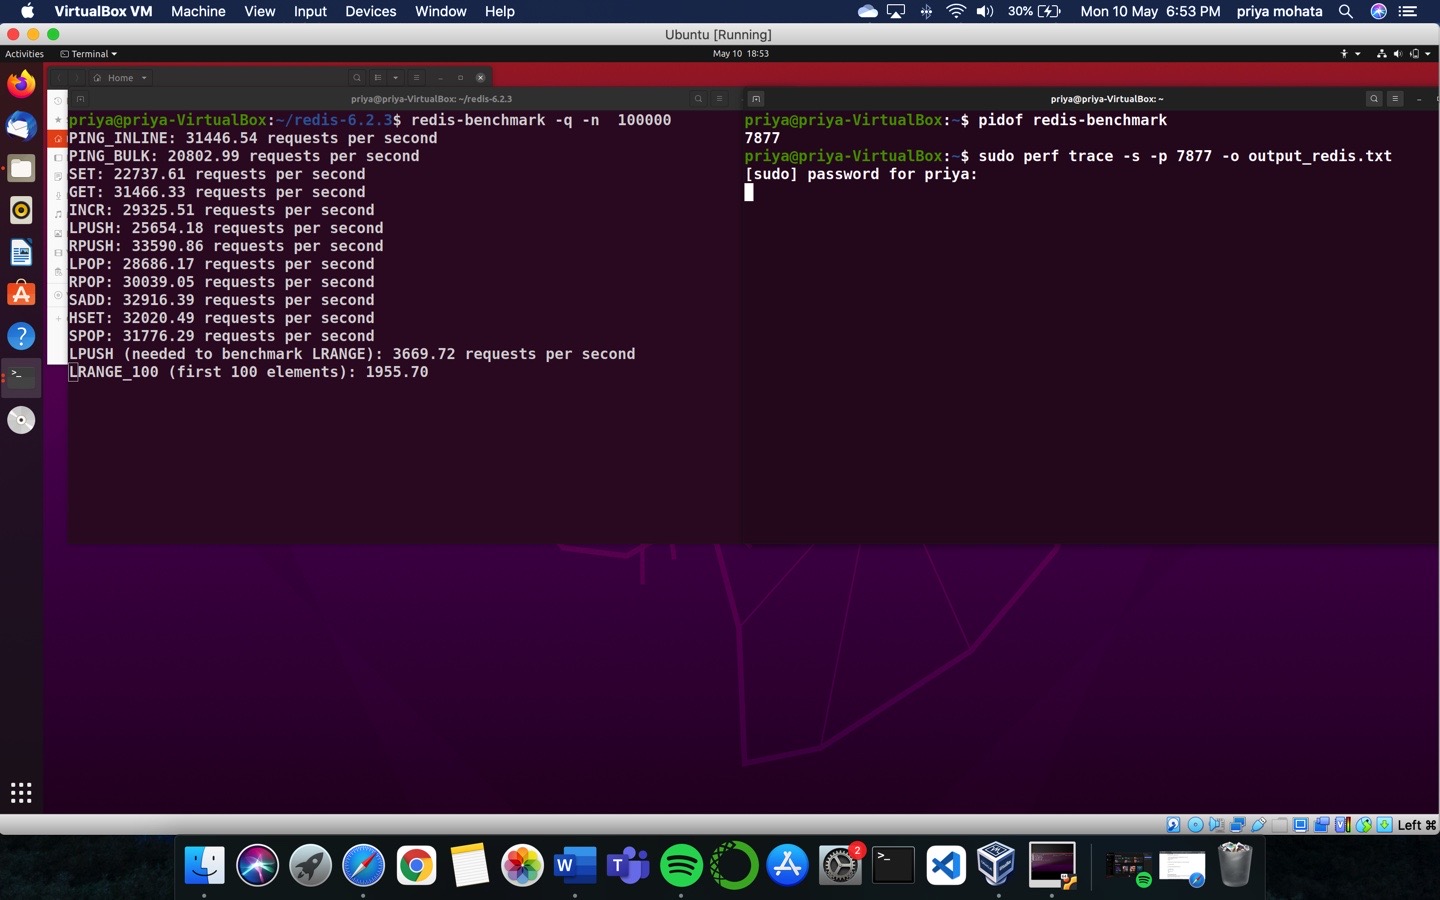 VirtualBox VM Machine View Input Devices Window Help 30% Mon 10 May 6:53 PM priya mohata
Ubuntu [Running]
Activities Terminal May 10 18:53
Home
priya@priya-VirtualBox: ~/redis-6.2.3
priya@priya-VirtualBox:~/redis-6.2.3$ redis-benchmark -q -n  100000
PING_INLINE: 31446.54 requests per second
PING_BULK: 20802.99 requests per second
SET: 22737.61 requests per second
GET: 31466.33 requests per second
INCR: 29325.51 requests per second
LPUSH: 25654.18 requests per second
RPUSH: 33590.86 requests per second
LPOP: 28686.17 requests per second
RPOP: 30039.05 requests per second
SADD: 32916.39 requests per second
HSET: 32020.49 requests per second
SPOP: 31776.29 requests per second
LPUSH (needed to benchmark LRANGE): 3669.72 requests per second
LRANGE_100 (first 100 elements): 1955.70
priya@priya-VirtualBox: ~
priya@priya-VirtualBox:~$ pidof redis-benchmark
7877
priya@priya-VirtualBox:~$ sudo perf trace -s -p 7877 -o output_redis.txt
[sudo] password for priya:
Left ⌘
2